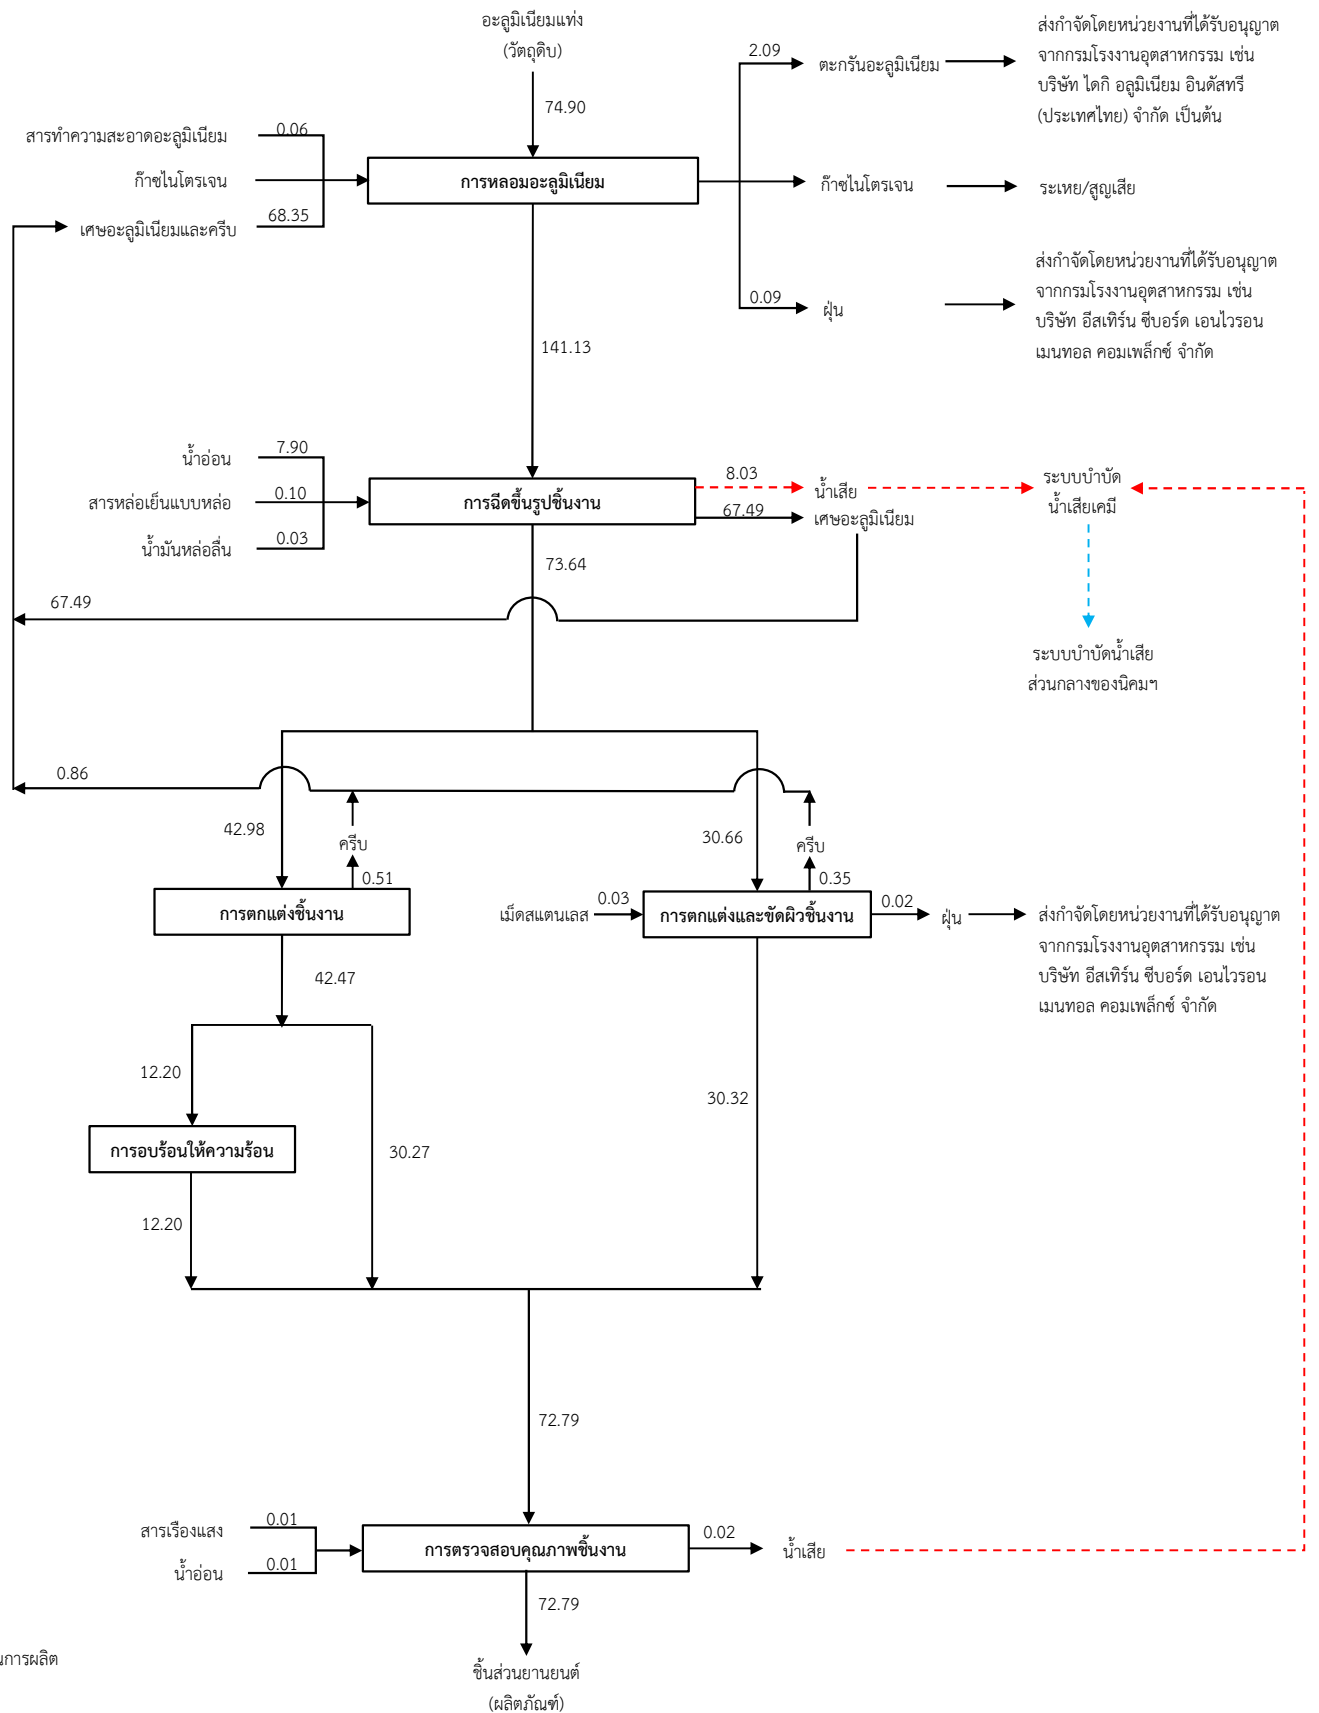 อะลูมิเนียมแท่ง
(วัตถุดิบ)
74.90
สารทำความสะอาดอะลูมิเนียม
0.06
ก๊าซไนโตรเจน
เศษอะลูมิเนียมและครีบ
68.35
การหลอมอะลูมิเนียม
2.09
ตะกรันอะลูมิเนียม
ส่งกำจัดโดยหน่วยงานที่ได้รับอนุญาต
จากกรมโรงงานอุตสาหกรรม เช่น
บริษัท ไดกิ อลูมิเนียม อินดัสทรี
(ประเทศไทย) จำกัด เป็นต้น
ก๊าซไนโตรเจน
ระเหย/สูญเสีย
0.09
ฝุ่น
ส่งกำจัดโดยหน่วยงานที่ได้รับอนุญาต
จากกรมโรงงานอุตสาหกรรม เช่น
บริษัท อีสเทิร์น ซีบอร์ด เอนไวรอน
เมนทอล คอมเพล็กซ์ จำกัด
141.13
น้ำอ่อน
7.90
สารหล่อเย็นแบบหล่อ
0.10
น้ำมันหล่อลื่น
0.03
การฉีดขึ้นรูปชิ้นงาน
8.03
น้ำเสีย
67.49
เศษอะลูมิเนียม
ระบบบำบัด
น้ำเสียเคมี
73.64
67.49
ระบบบำบัดน้ำเสีย
ส่วนกลางของนิคมฯ
0.86
42.98
ครีบ
0.51
30.66
ครีบ
0.35
การตกแต่งชิ้นงาน
เม็ดสแตนเลส
0.03
การตกแต่งและขัดผิวชิ้นงาน
0.02
ฝุ่น
ส่งกำจัดโดยหน่วยงานที่ได้รับอนุญาต
จากกรมโรงงานอุตสาหกรรม เช่น
บริษัท อีสเทิร์น ซีบอร์ด เอนไวรอน
เมนทอล คอมเพล็กซ์ จำกัด
42.47
12.20
30.32
การอบร้อนให้ความร้อน
30.27
12.20
72.79
สารเรืองแสง
0.01
น้ำอ่อน
0.01
การตรวจสอบคุณภาพชิ้นงาน
0.02
น้ำเสีย
72.79
นการผลิต
ชิ้นส่วนยานยนต์
(ผลิตภัณฑ์)